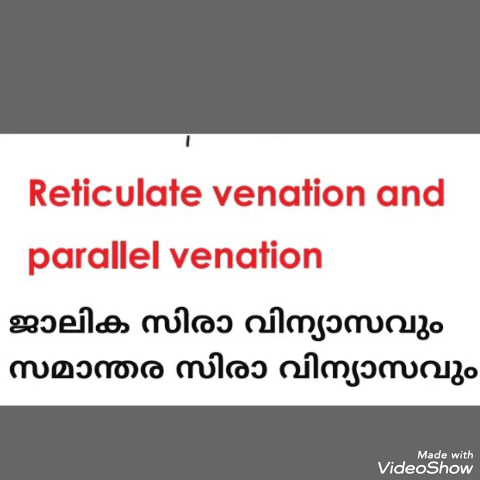 Reticulate venation and
parallel venation
ജാലിക സിരാ വിന്യാസവും
സമാന്തര സിരാ വിന്യാസവും
Made with
VideoShow